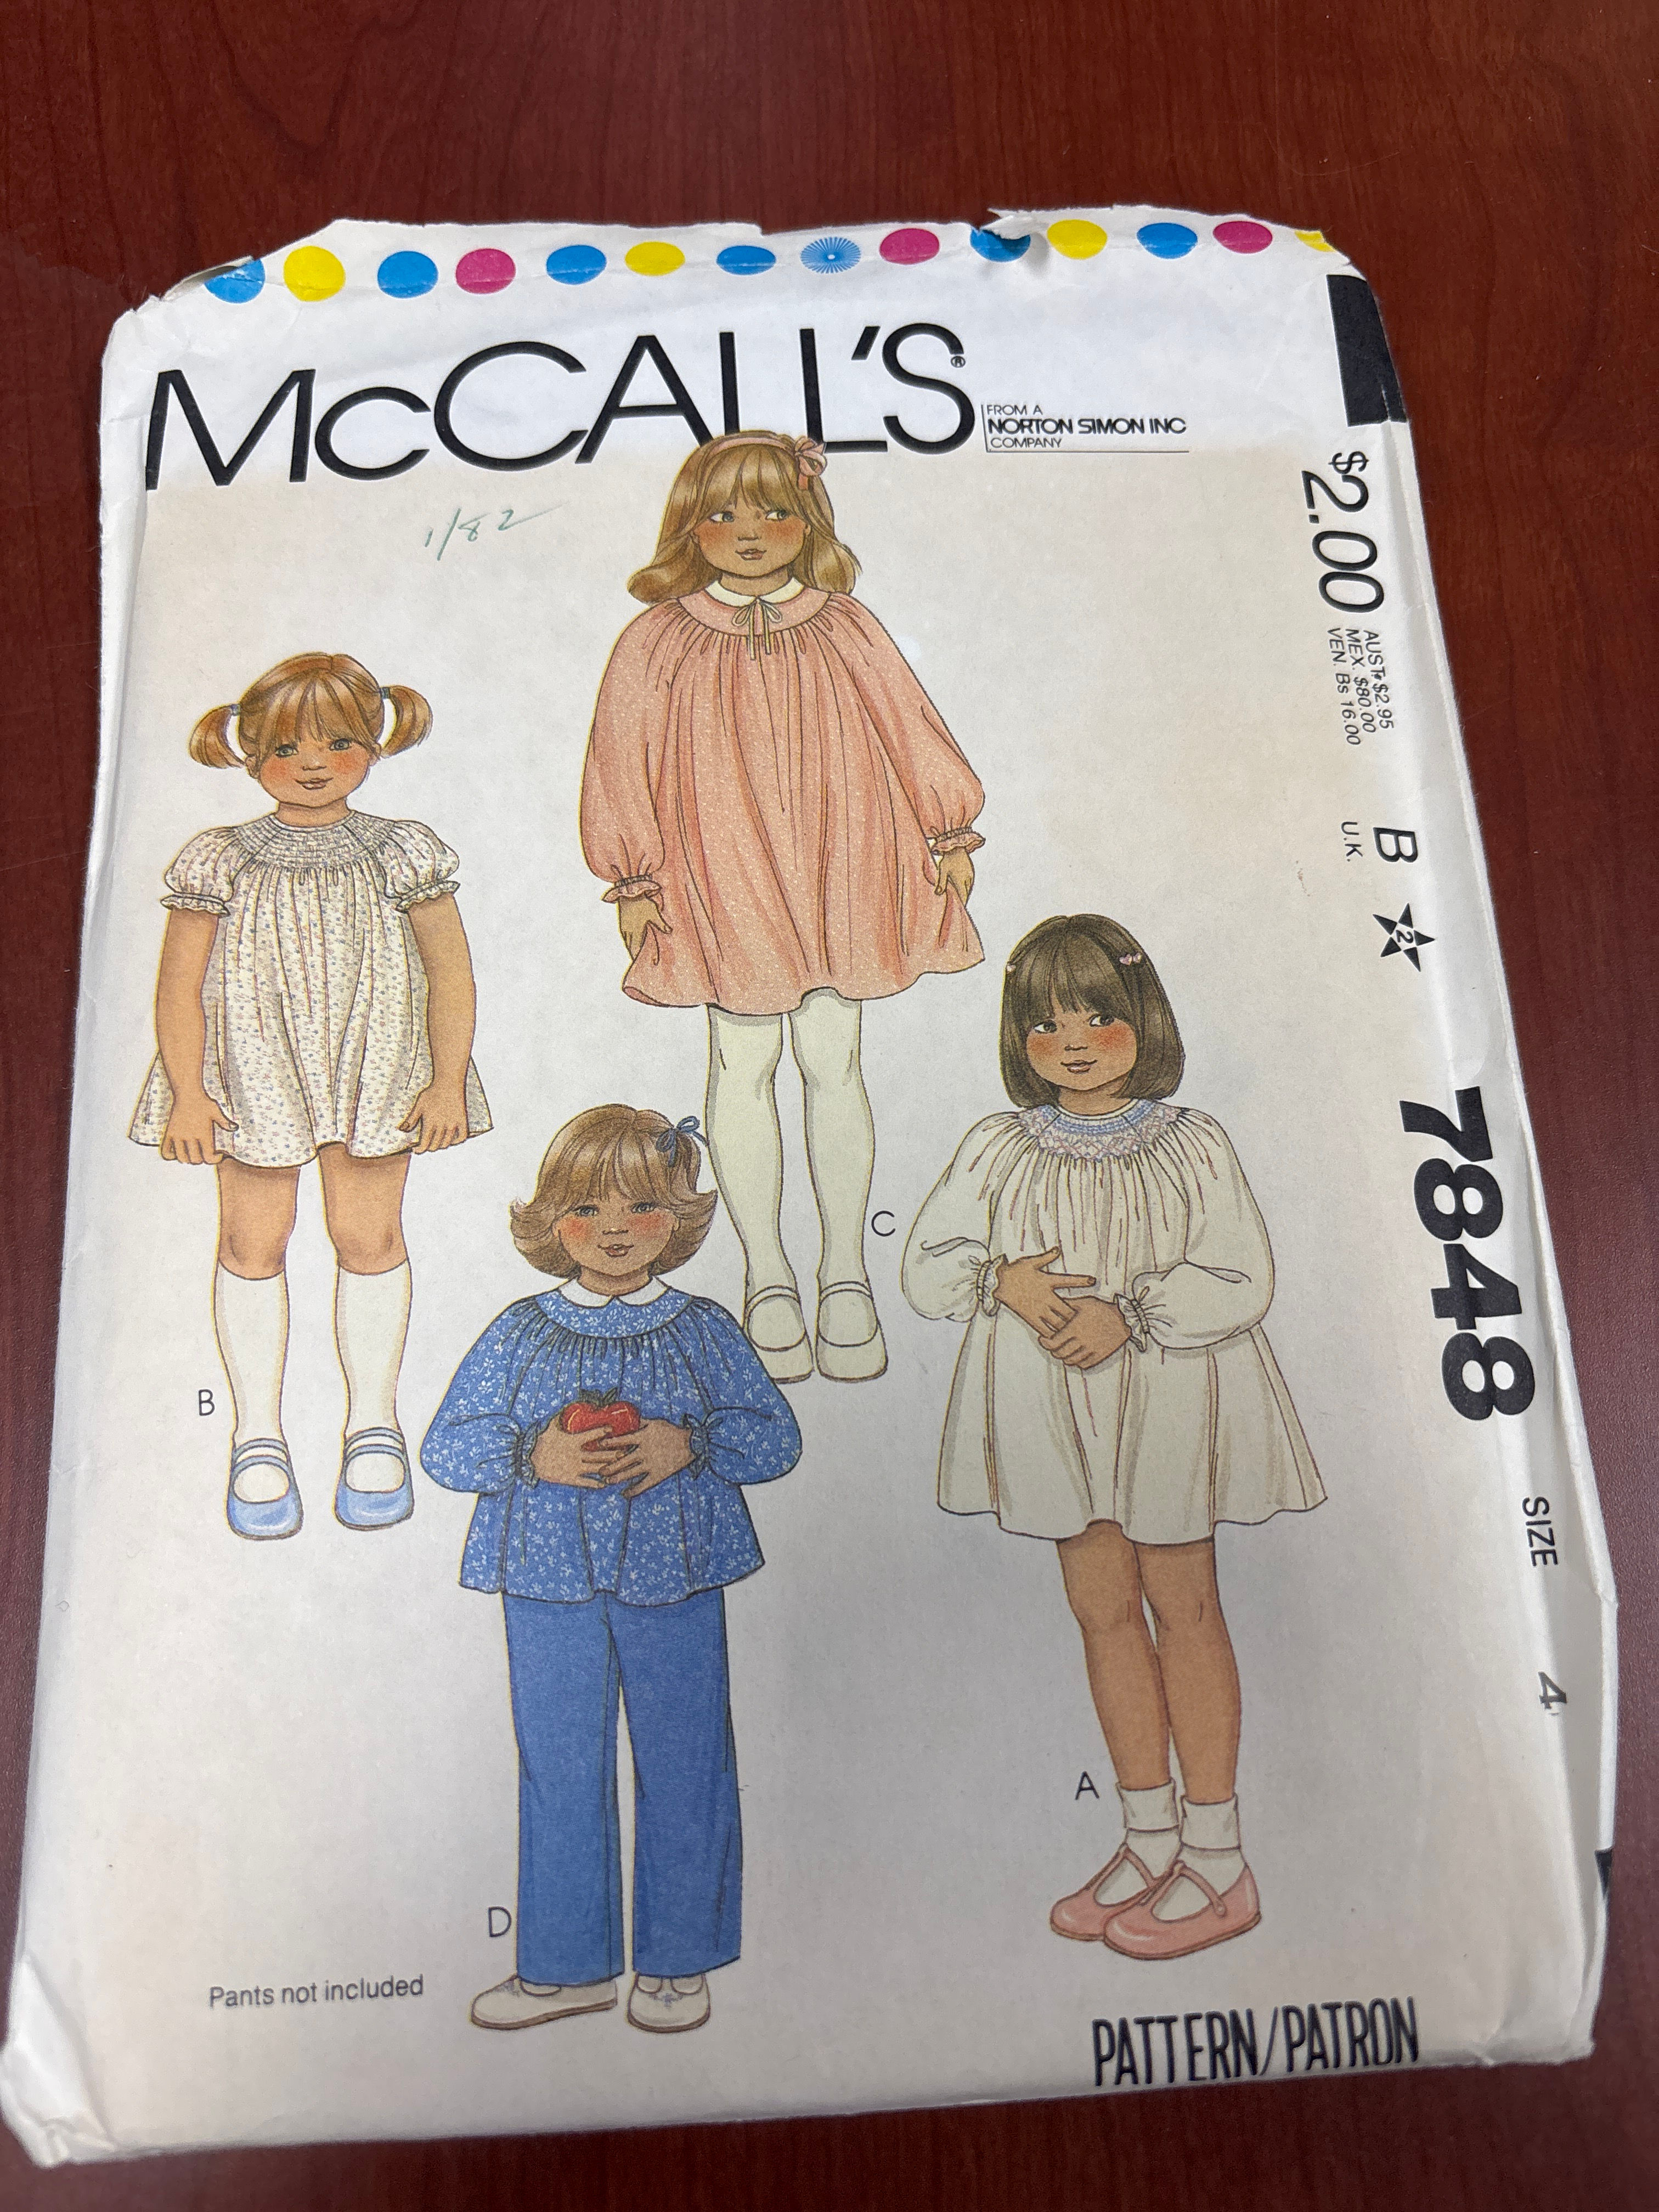 McCALL'S®
FROM A
NORTON SIMON INC
COMPANY
1/82
$2.00
AUST. $2.95
MEX. $80.00
VEN. Bs 16.00
B
U.K.
2
7848
SIZE
4
C
B
A
D
Pants not included
PATTERN/PATRON